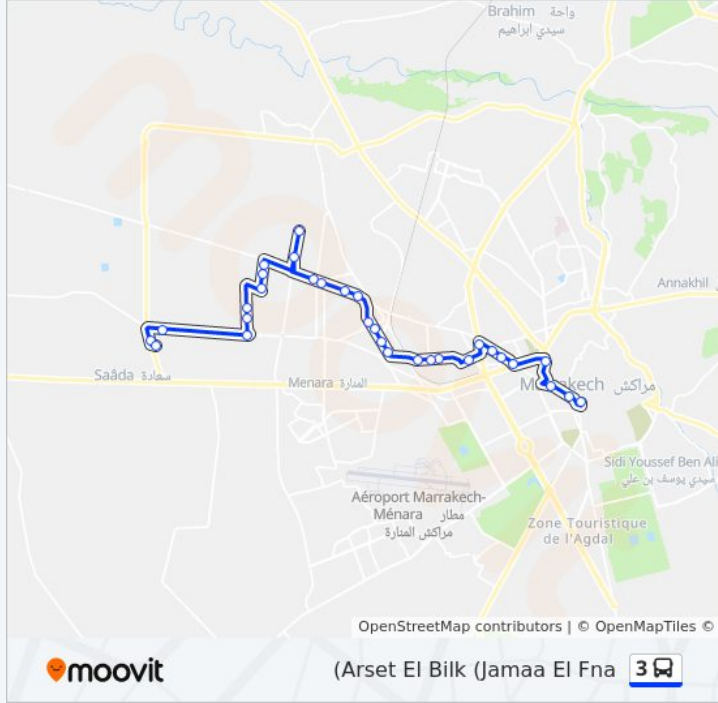 Brahim واحة
سيدي ابراهيم
Annakhil
Saâda سعادة
Menara المنارة
Marrakech مراكش
Sidi Youssef Ben Ali
سيدي يوسف بن علي
Aéroport Marrakech-
Ménara مطار
مراكش المنارة
Zone Touristique
de l'Agdal
OpenStreetMap contributors | © OpenMapTiles ©
moovit
(Arset El Bilk (Jamaa El Fna
3